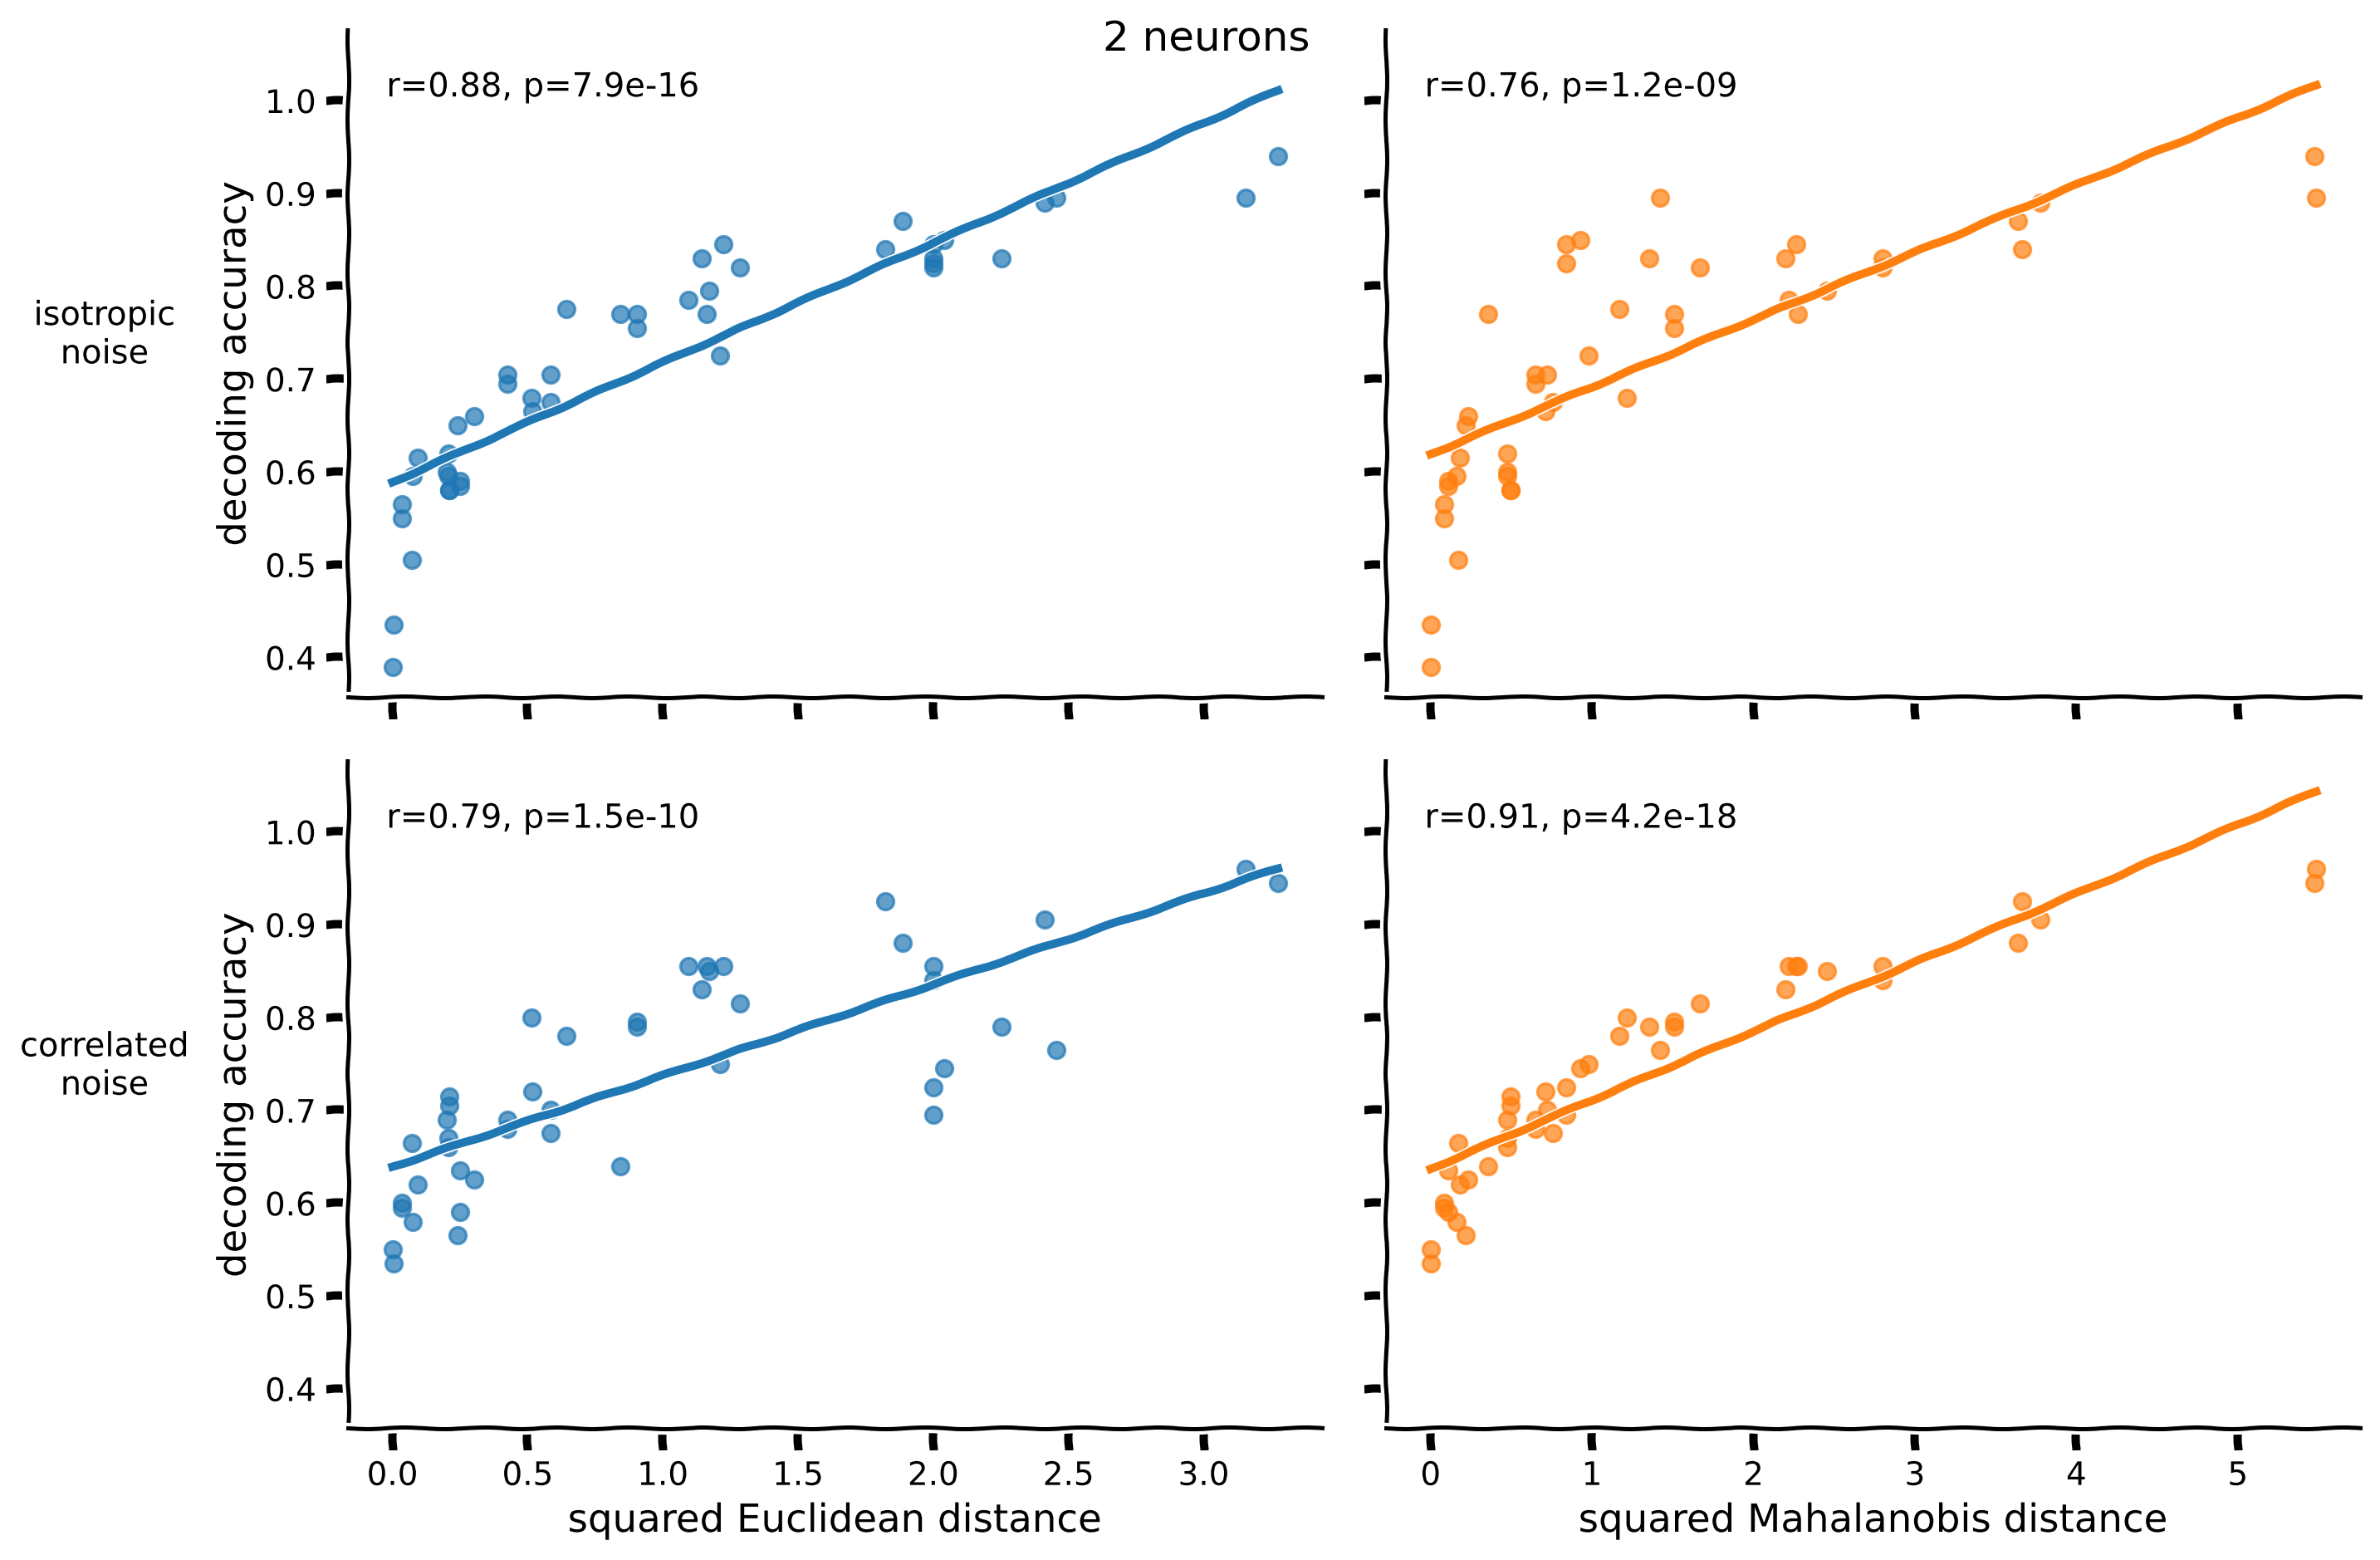 2 neurons
r=0.88, p=7.9e-16
r=0.76, p=1.2e-09
1.0
0.9
0.8
0.7
0.6
0.5
0.4
decoding accuracy
isotropic
noise
r=0.79, p=1.5e-10
r=0.91, p=4.2e-18
1.0
0.9
0.8
0.7
0.6
0.5
0.4
decoding accuracy
correlated
noise
0.0 0.5 1.0 1.5 2.0 2.5 3.0
0 1 2 3 4 5
squared Euclidean distance
squared Mahalanobis distance